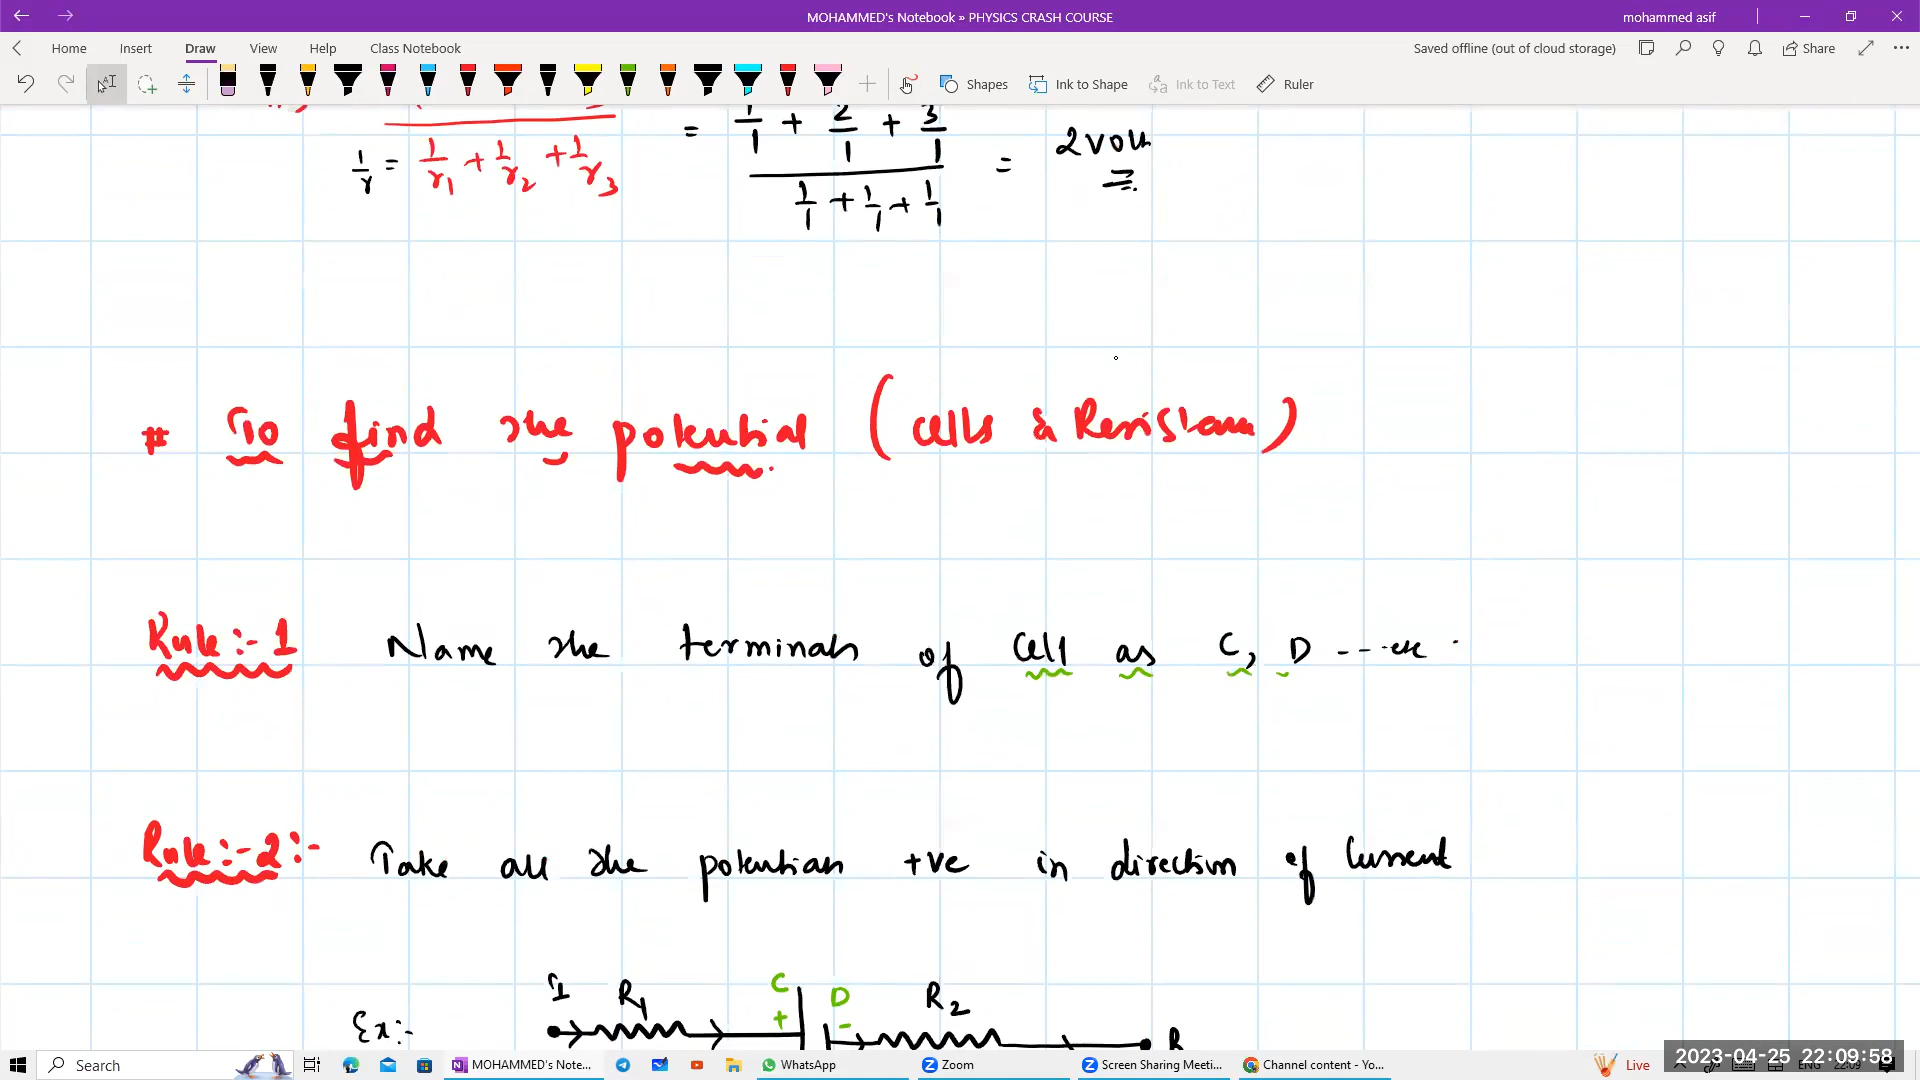 MOHAMMED's Notebook » PHYSICS CRASH COURSE
mohammed asif
Home Insert Draw View Help Class Notebook
Saved offline (out of cloud storage)
Share
Shapes
Ink to Shape
Ink to Text
Ruler
1/r = 1/r1 + 1/r2 + 1/r3
= 1/1 + 2/1 + 3/1
1/1 + 1/1 + 1/1
= 2 volt
# To find the potential (cells & Resistance)
Rule:- 1 Name the terminals of Cell as C, D ----etc
Rule:-2:- Take all the potentials +ve in direction of Current
Ex:- I R1 C + D - R2
Search
MOHAMMED's Note...
WhatsApp
Zoom
Screen Sharing Meeti...
Channel content - Yo...
Live
2023-04-25 22:09:58